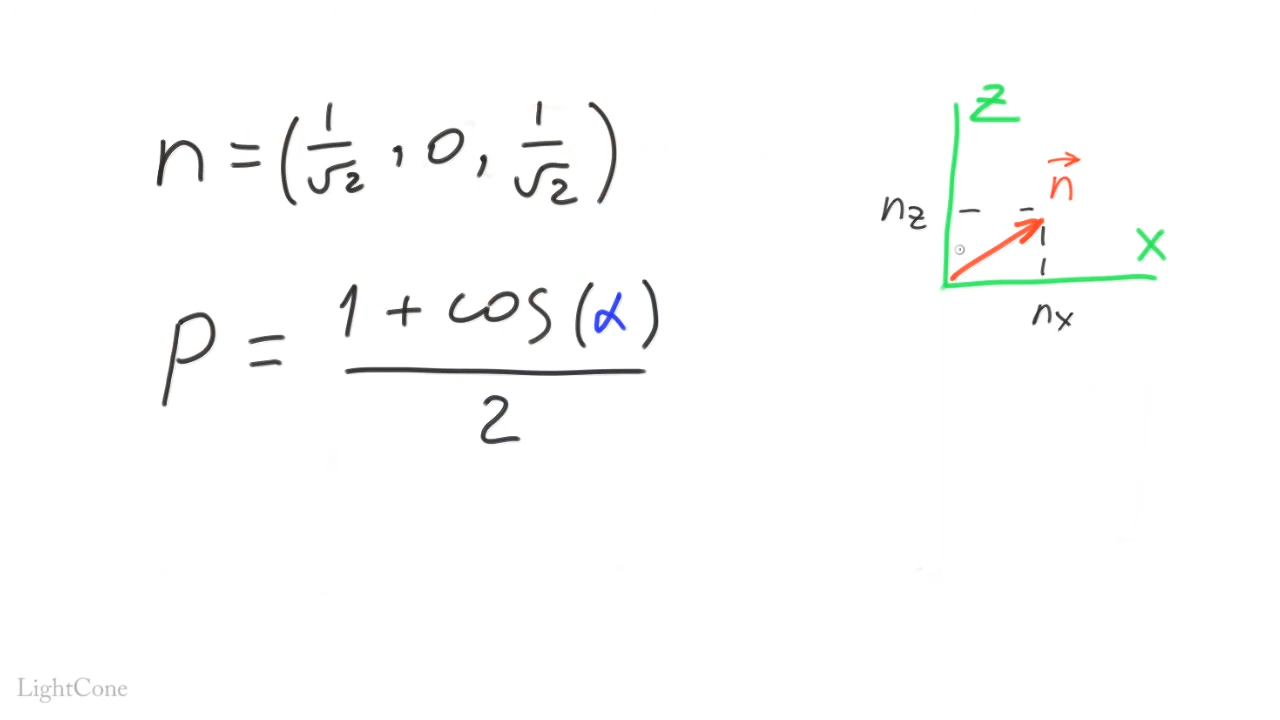 n = (1/√2, 0, 1/√2)
p = (1 + cos(α))/2
z
n⃗
nz
x
nx
LightCone